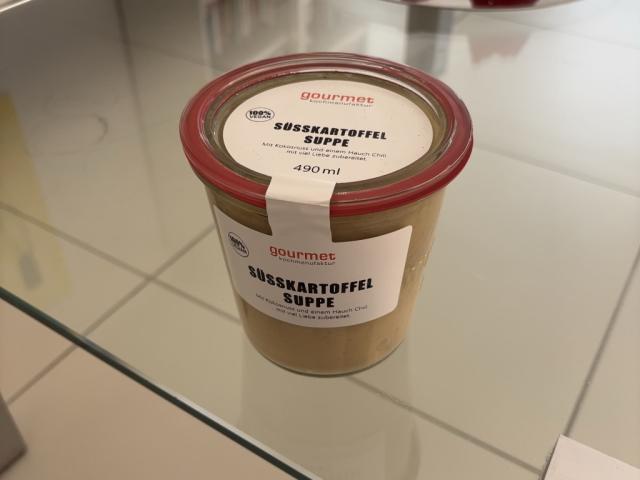 gourmet
kochmanufaktur
100%
VEGAN
SÜSSKARTOFFEL
SUPPE
Mit Kokosnuss und einem Hauch Chili
mit viel Liebe zubereitet.
490 ml
100%
VEGAN
gourmet
kochmanufaktur
SÜSSKARTOFFEL
SUPPE
Mit Kokosnuss und einem Hauch Chili
mit viel Liebe zubereitet.